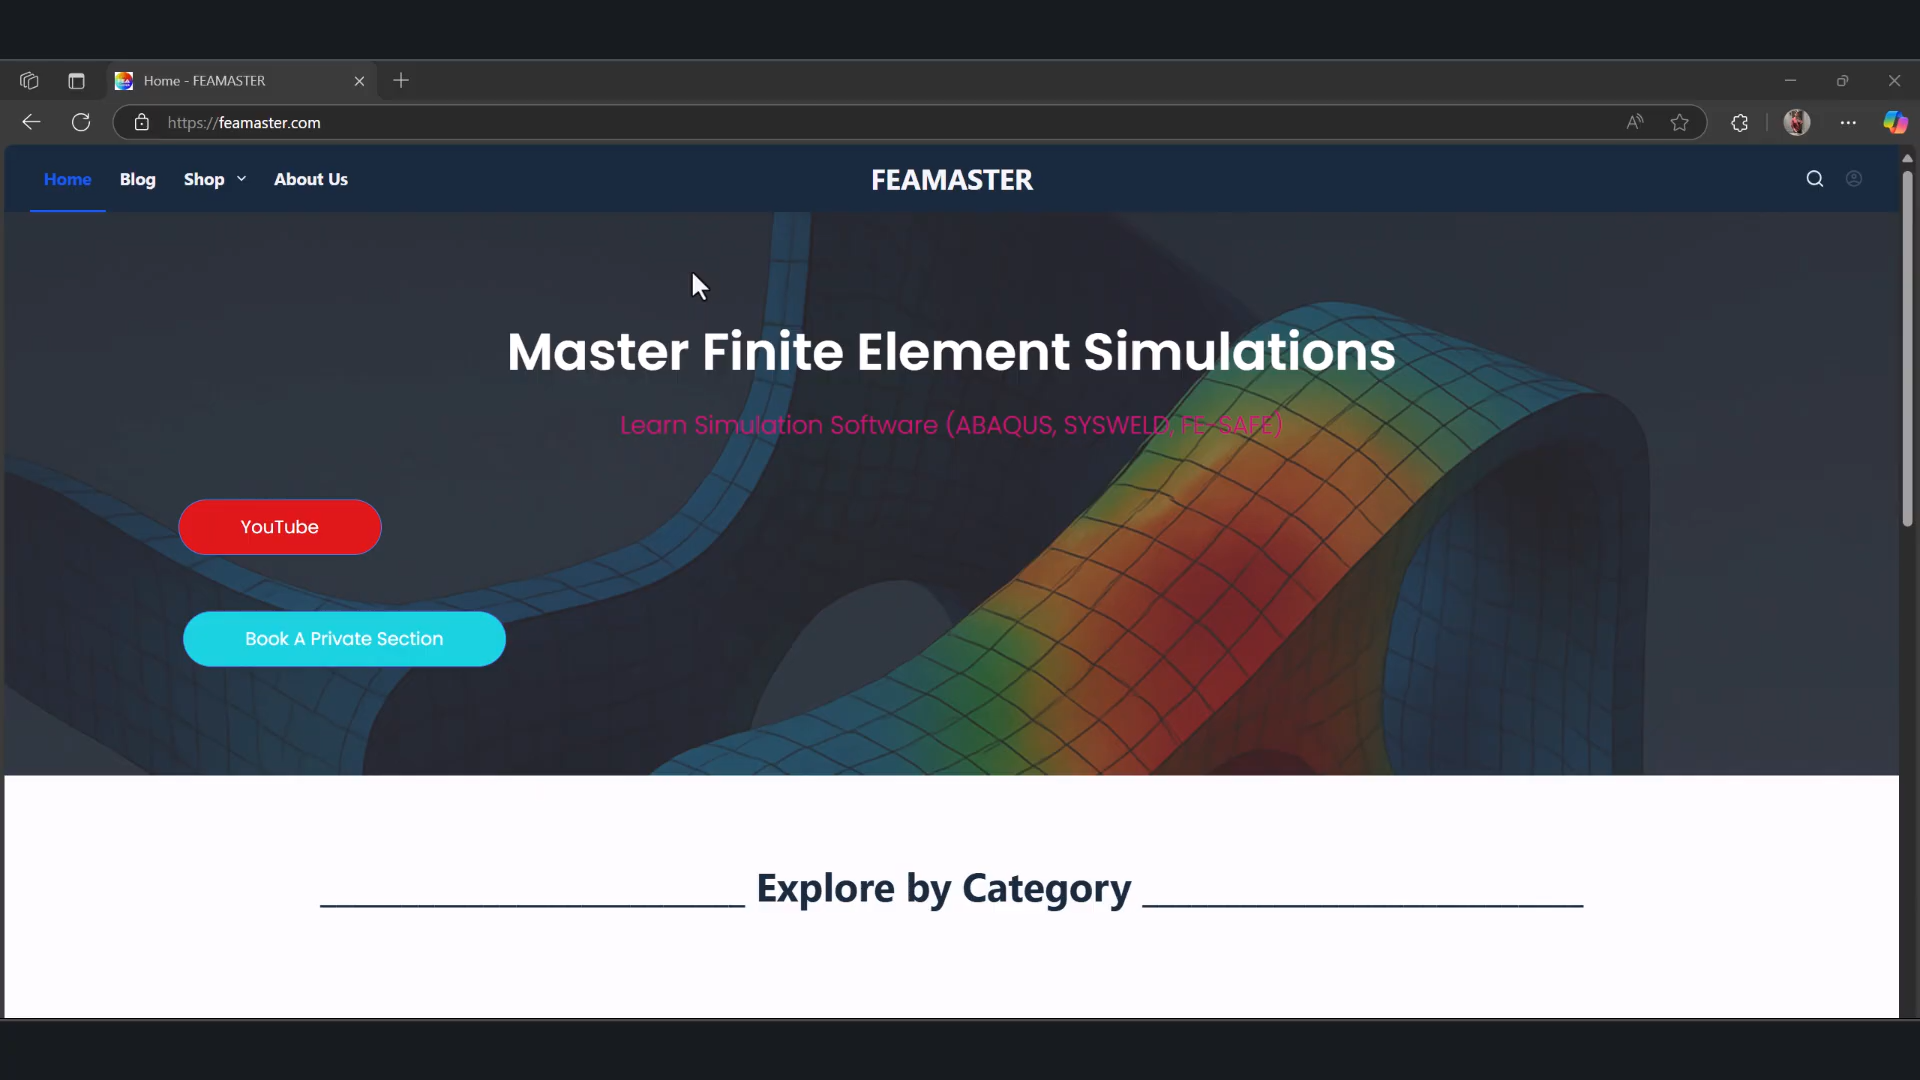 Home - FEAMASTER
https://feamaster.com
Home Blog Shop About Us
FEAMASTER
Master Finite Element Simulations
Learn Simulation Software (ABAQUS, SYSWELD, FE-SAFE)
YouTube
Book A Private Section
Explore by Category